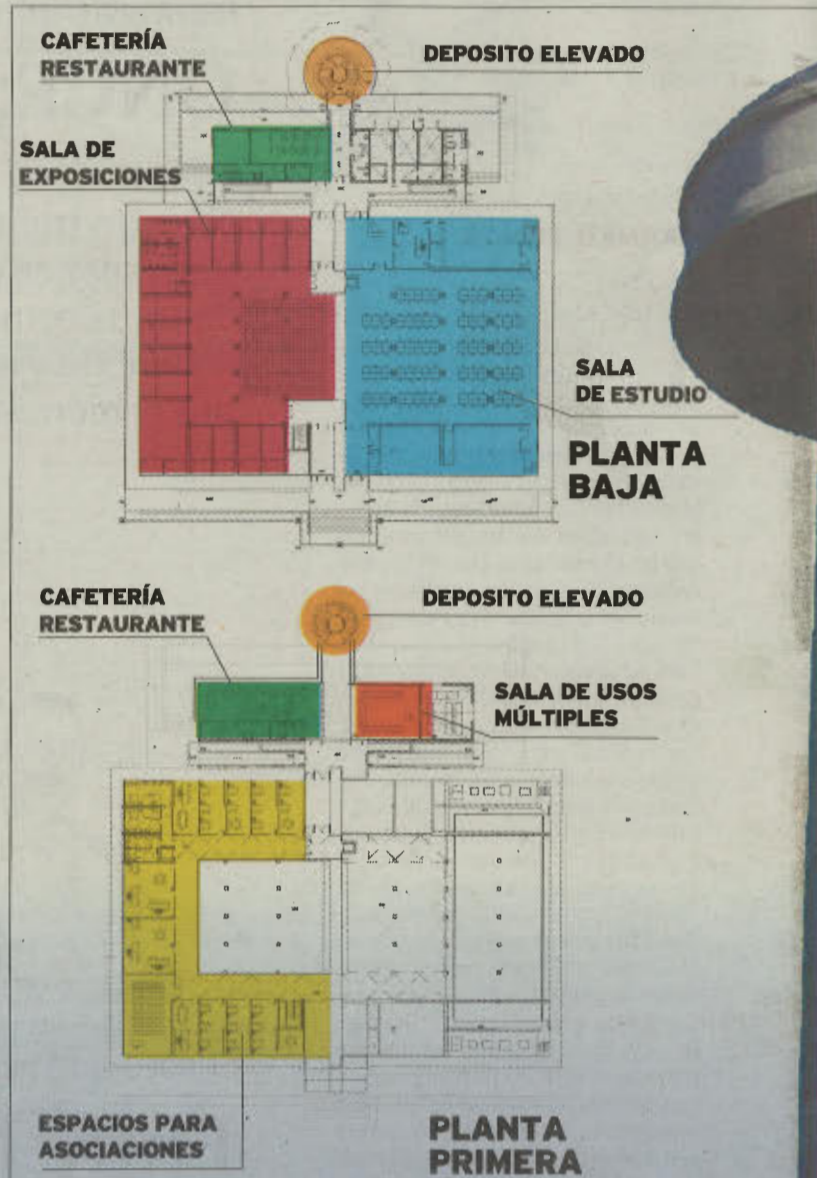 CAFETERÍA
RESTAURANTE
DEPOSITO ELEVADO
SALA DE
EXPOSICIONES
SALA
DE ESTUDIO
PLANTA
BAJA
CAFETERÍA
RESTAURANTE
DEPOSITO ELEVADO
SALA DE USOS
MÚLTIPLES
ESPACIOS PARA
ASOCIACIONES
PLANTA
PRIMERA